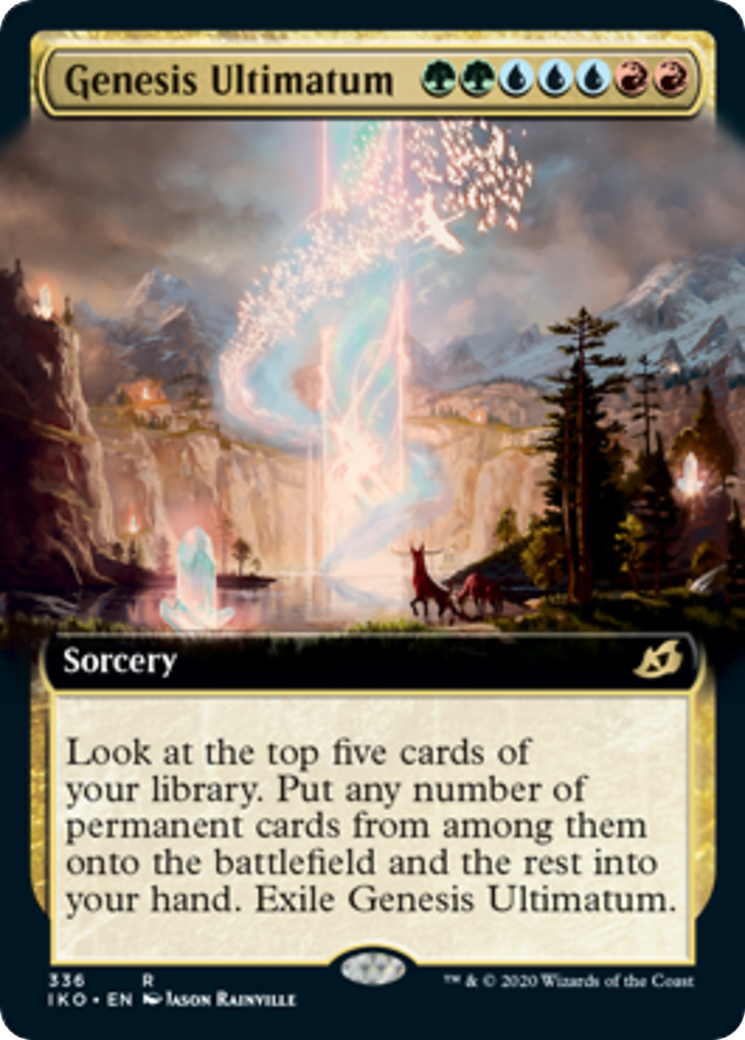 Genesis Ultimatum
Sorcery
Look at the top five cards of
your library. Put any number of
permanent cards from among them
onto the battlefield and the rest into
your hand. Exile Genesis Ultimatum.
336 R
IKO • EN Jason Rainville
™ & © 2020 Wizards of the Coast